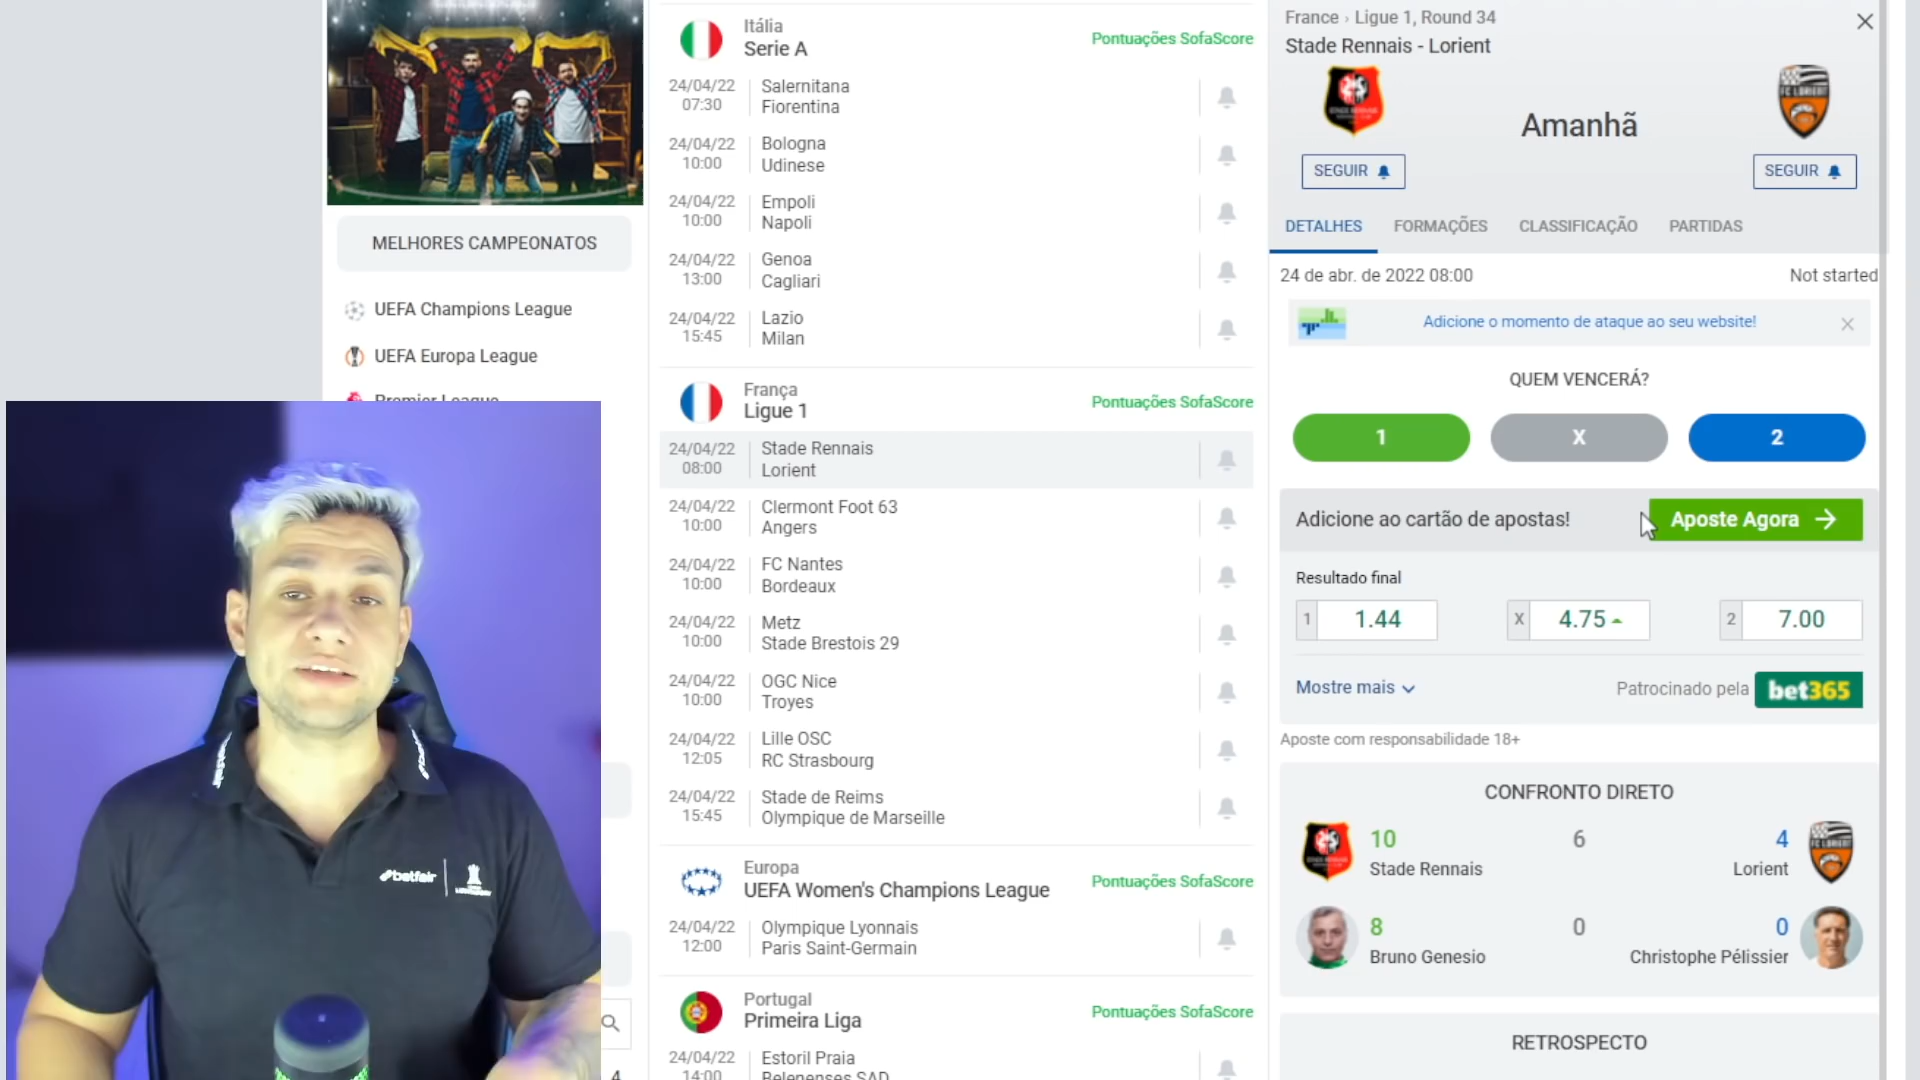 MELHORES CAMPEONATOS
UEFA Champions League
UEFA Europa League
Premier League
betfair
4
Itália
Serie A
Pontuações SofaScore
24/04/22
07:30
Salernitana
Fiorentina
24/04/22
10:00
Bologna
Udinese
24/04/22
10:00
Empoli
Napoli
24/04/22
13:00
Genoa
Cagliari
24/04/22
15:45
Lazio
Milan
França
Ligue 1
Pontuações SofaScore
24/04/22
08:00
Stade Rennais
Lorient
24/04/22
10:00
Clermont Foot 63
Angers
24/04/22
10:00
FC Nantes
Bordeaux
24/04/22
10:00
Metz
Stade Brestois 29
24/04/22
10:00
OGC Nice
Troyes
24/04/22
12:05
Lille OSC
RC Strasbourg
24/04/22
15:45
Stade de Reims
Olympique de Marseille
Europa
UEFA Women's Champions League
Pontuações SofaScore
24/04/22
12:00
Olympique Lyonnais
Paris Saint-Germain
Portugal
Primeira Liga
Pontuações SofaScore
24/04/22
14:00
Estoril Praia
Belenenses SAD
France › Ligue 1, Round 34
Stade Rennais - Lorient
Amanhã
FC LORIENT
SEGUIR
SEGUIR
DETALHES FORMAÇÕES CLASSIFICAÇÃO PARTIDAS
24 de abr. de 2022 08:00 Not started
Adicione o momento de ataque ao seu website!
QUEM VENCERÁ?
1 X 2
Adicione ao cartão de apostas! Aposte Agora
Resultado final
1 1.44 X 4.75 2 7.00
Mostre mais Patrocinado pela bet365
Aposte com responsabilidade 18+
CONFRONTO DIRETO
10 6 4
Stade Rennais Lorient
FC LORIENT
8 0 0
Bruno Genesio Christophe Pélissier
RETROSPECTO